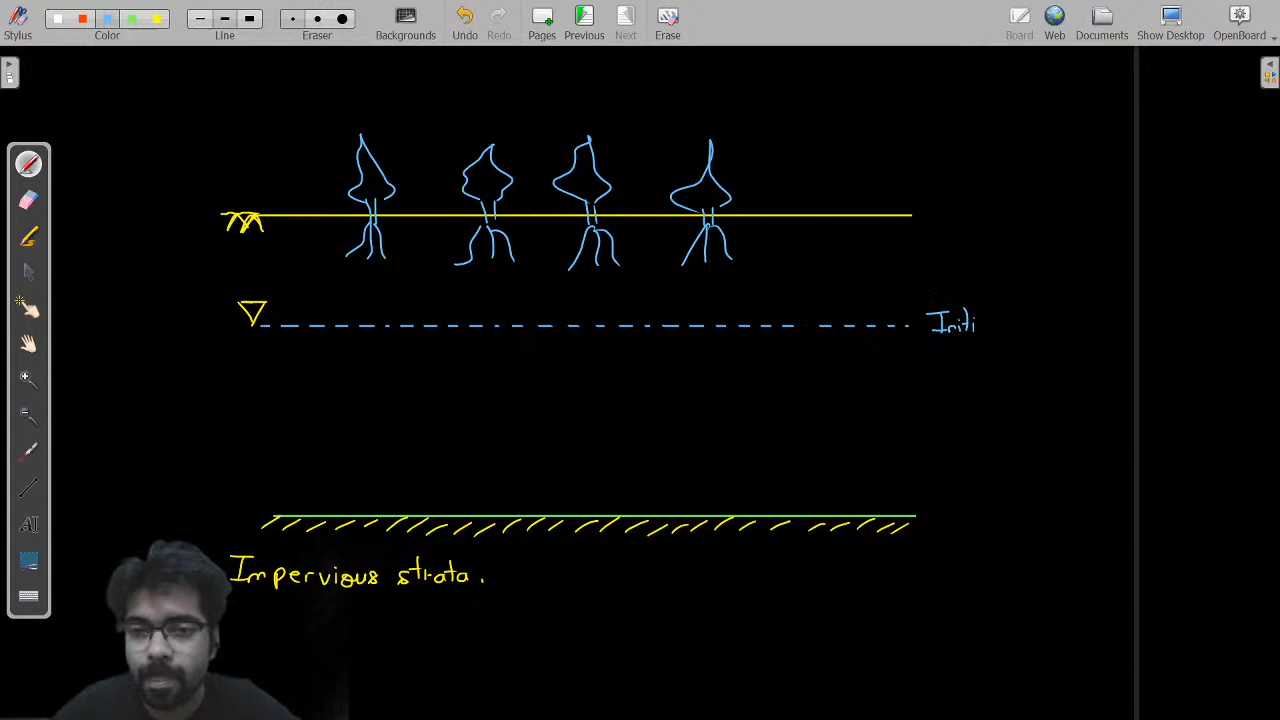 Stylus Color Line Eraser Backgrounds Undo Redo Pages Previous Next Erase Board Web Documents Show Desktop OpenBoard
Initi
AI
Impervious strata.